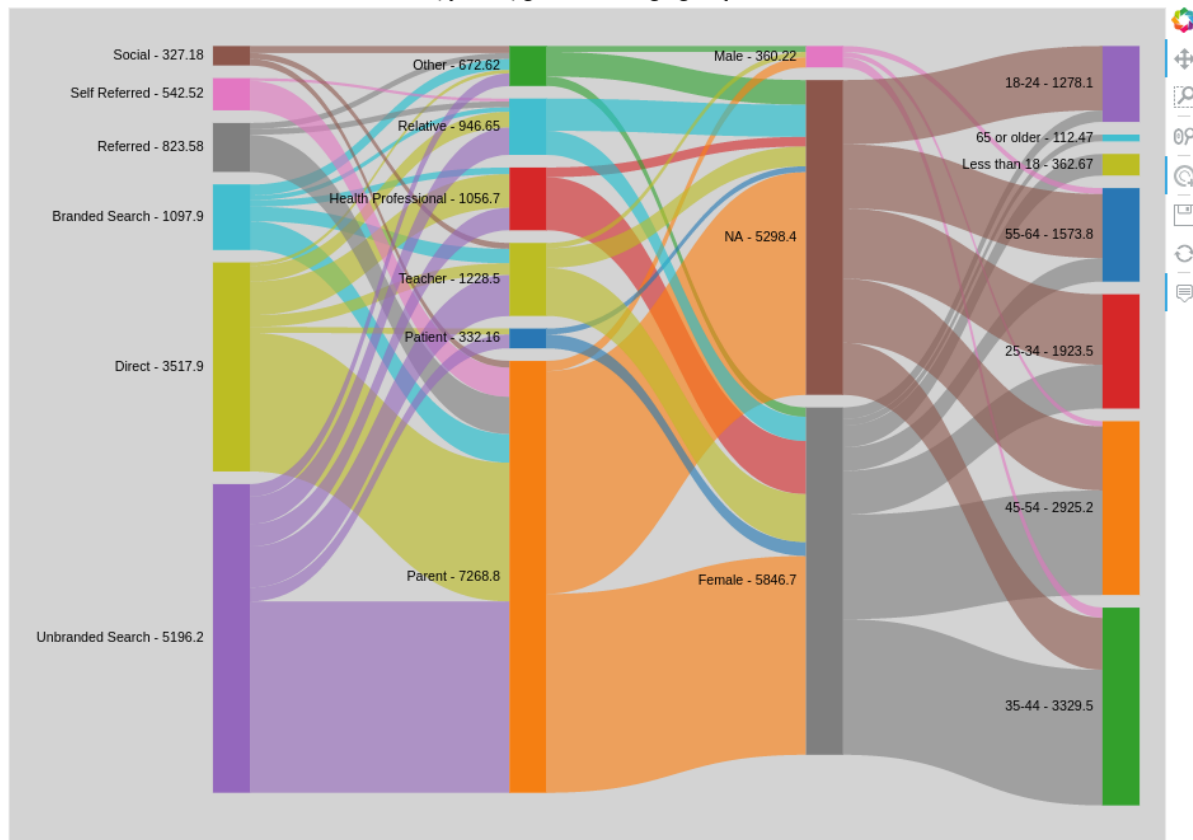 Social - 327.18
Self Referred - 542.52
Referred - 823.58
Branded Search - 1097.9
Direct - 3517.9
Unbranded Search - 5196.2
Other - 672.62
Relative - 946.65
Health Professional - 1056.7
Teacher - 1228.5
Patient - 332.16
Parent - 7268.8
Male - 360.22
NA - 5298.4
Female - 5846.7
18-24 - 1278.1
65 or older - 112.47
Less than 18 - 362.67
55-64 - 1573.8
25-34 - 1923.5
45-54 - 2925.2
35-44 - 3329.5